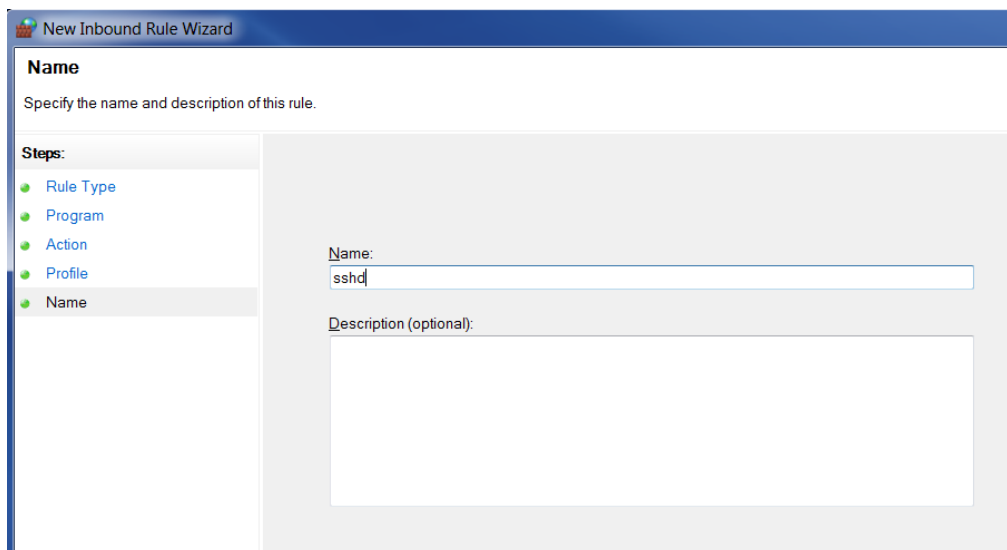 New Inbound Rule Wizard
Name
Specify the name and description of this rule.
Steps:
Rule Type
Program
Action
Profile
Name
Name:
sshd
Description (optional):